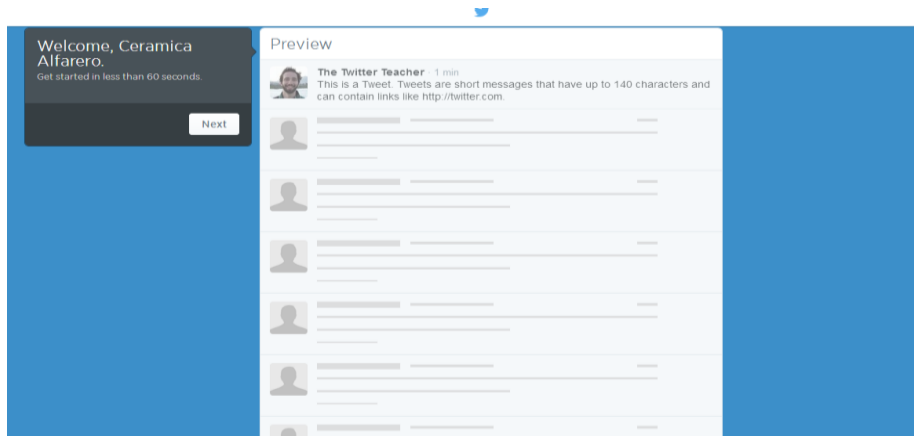 Welcome, Ceramica
Alfarero.
Get started in less than 60 seconds.
Next
Preview
The Twitter Teacher · 1 min
This is a Tweet. Tweets are short messages that have up to 140 characters and
can contain links like http://twitter.com.